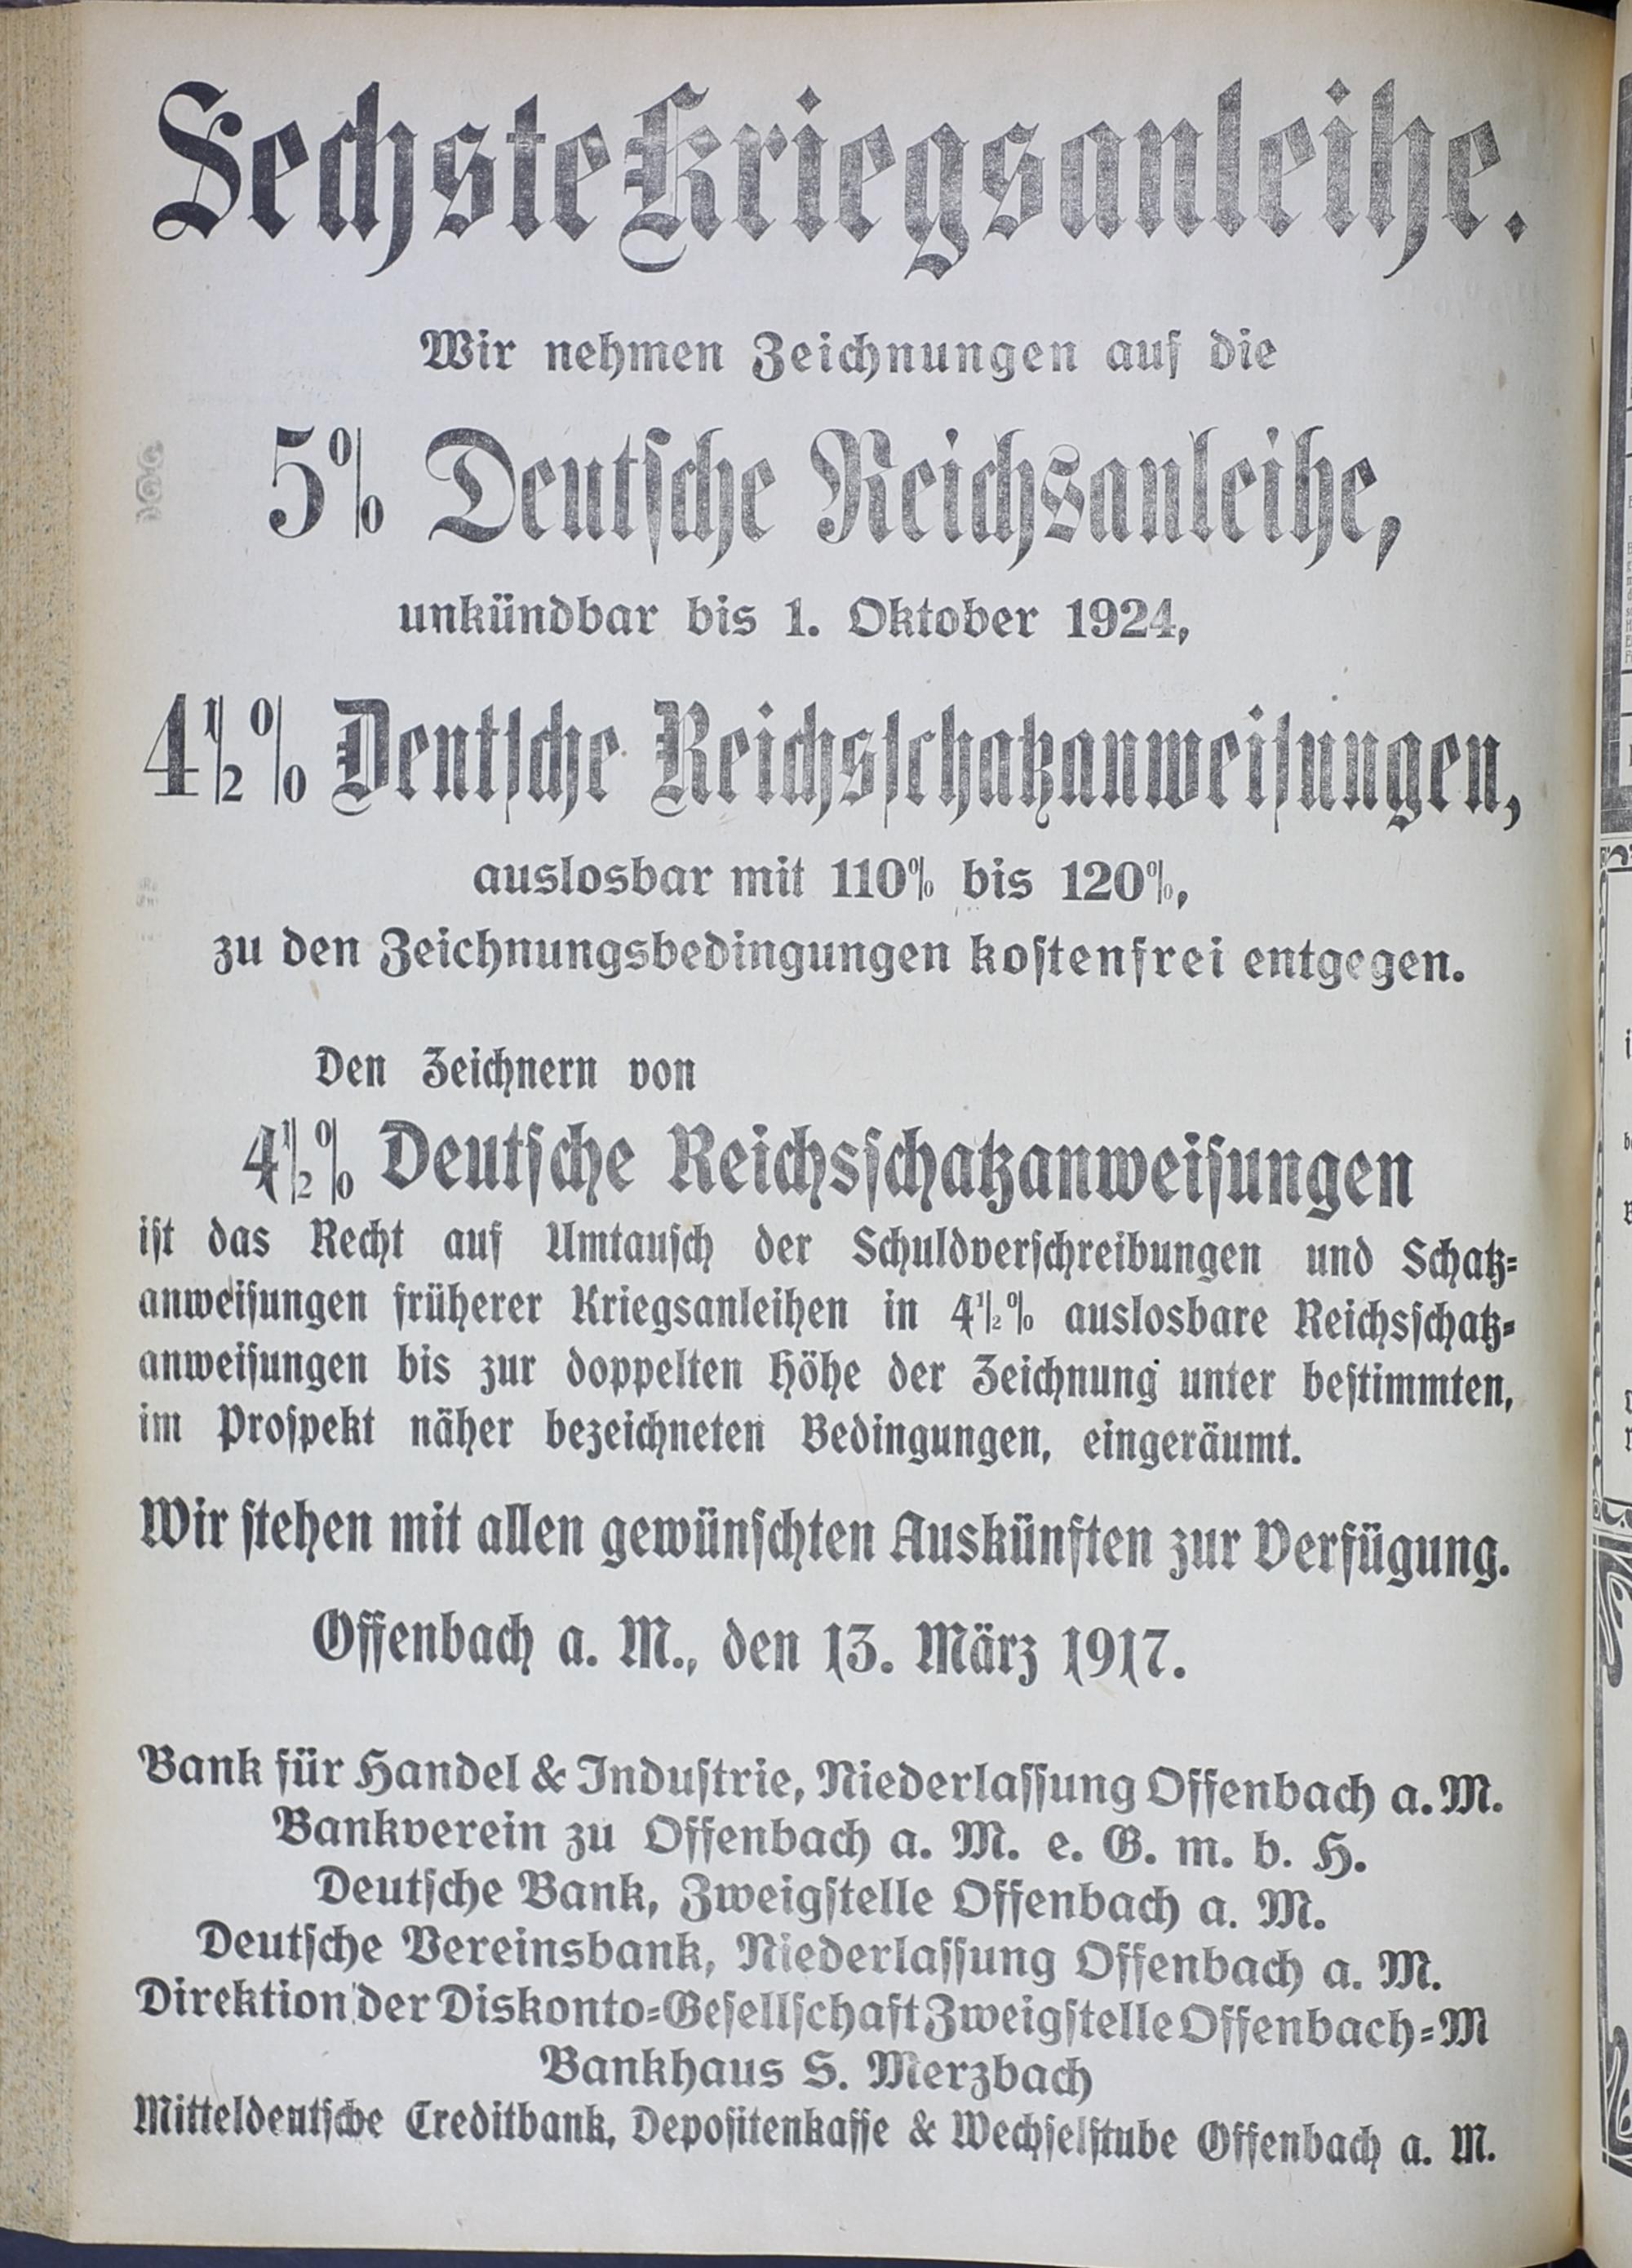 Sechste Kriegsanleihe.
Wir nehmen Zeichnungen auf die
5% Deutsche Reichsanleihe,
unkündbar bis 1. Oktober 1924,
4½% Deutsche Reichsschatzanweisungen,
auslosbar mit 110% bis 120%,
zu den Zeichnungsbedingungen kostenfrei entgegen.
Den Zeichnern von
4½% Deutsche Reichsschatzanweisungen
ist das Recht auf Umtausch der Schuldverschreibungen und Schatz-
anweisungen früherer Kriegsanleihen in 4½% auslosbare Reichsschatz-
anweisungen bis zur doppelten Höhe der Zeichnung unter bestimmten,
im Prospekt näher bezeichneten Bedingungen, eingeräumt.
Wir stehen mit allen gewünschten Auskünften zur Verfügung.
Offenbach a. M., den 13. März 1917.
Bank für Handel & Industrie, Niederlassung Offenbach a. M.
Bankverein zu Offenbach a. M. e. G. m. b. H.
Deutsche Bank, Zweigstelle Offenbach a. M.
Deutsche Vereinsbank, Niederlassung Offenbach a. M.
Direktion der Diskonto-Gesellschaft Zweigstelle Offenbach-M
Bankhaus S. Merzbach
Mitteldeutsche Creditbank, Depositenkasse & Wechselstube Offenbach a. M.